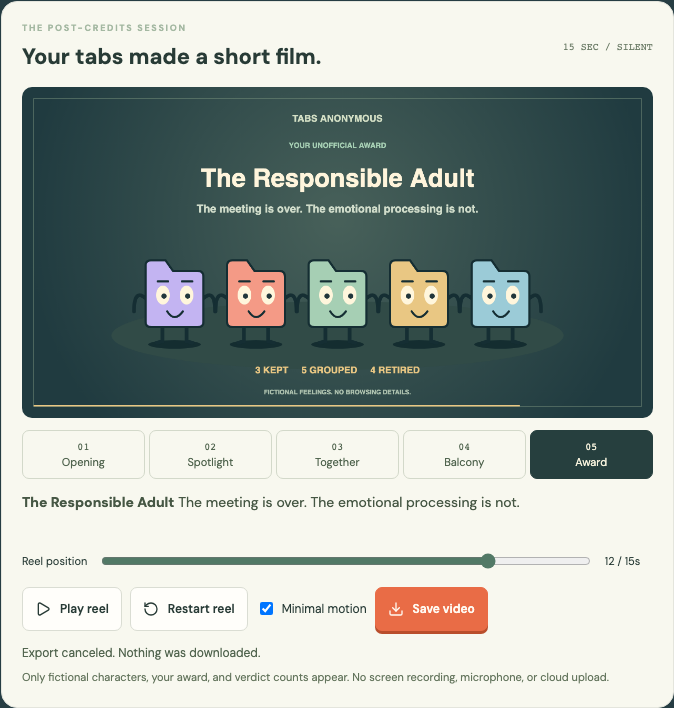 THE POST-CREDITS SESSION
Your tabs made a short film.
15 SEC / SILENT
TABS ANONYMOUS
YOUR UNOFFICIAL AWARD
The Responsible Adult
The meeting is over. The emotional processing is not.
3 KEPT 5 GROUPED 4 RETIRED
FICTIONAL FEELINGS. NO BROWSING DETAILS.
01
Opening
02
Spotlight
03
Together
04
Balcony
05
Award
The Responsible Adult The meeting is over. The emotional processing is not.
Reel position
12 / 15s
Play reel
Restart reel
Minimal motion
Save video
Export canceled. Nothing was downloaded.
Only fictional characters, your award, and verdict counts appear. No screen recording, microphone, or cloud upload.